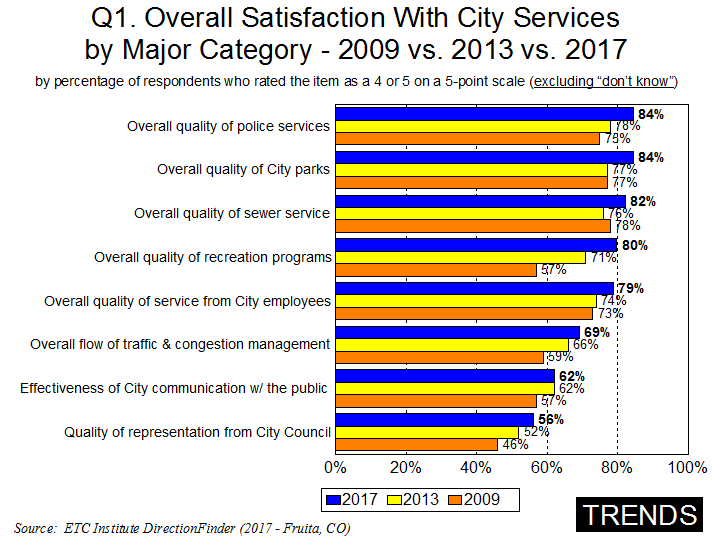 Q1. Overall Satisfaction With City Services
by Major Category - 2009 vs. 2013 vs. 2017
by percentage of respondents who rated the item as a 4 or 5 on a 5-point scale (excluding “don’t know”)
Overall quality of police services
84%
78%
75%
Overall quality of City parks
84%
77%
77%
Overall quality of sewer service
82%
76%
78%
Overall quality of recreation programs
80%
71%
57%
Overall quality of service from City employees
79%
74%
73%
Overall flow of traffic & congestion management
69%
66%
59%
Effectiveness of City communication w/ the public
62%
62%
57%
Quality of representation from City Council
56%
52%
46%
0% 20% 40% 60% 80% 100%
2017 2013 2009
TRENDS
Source: ETC Institute DirectionFinder (2017 - Fruita, CO)